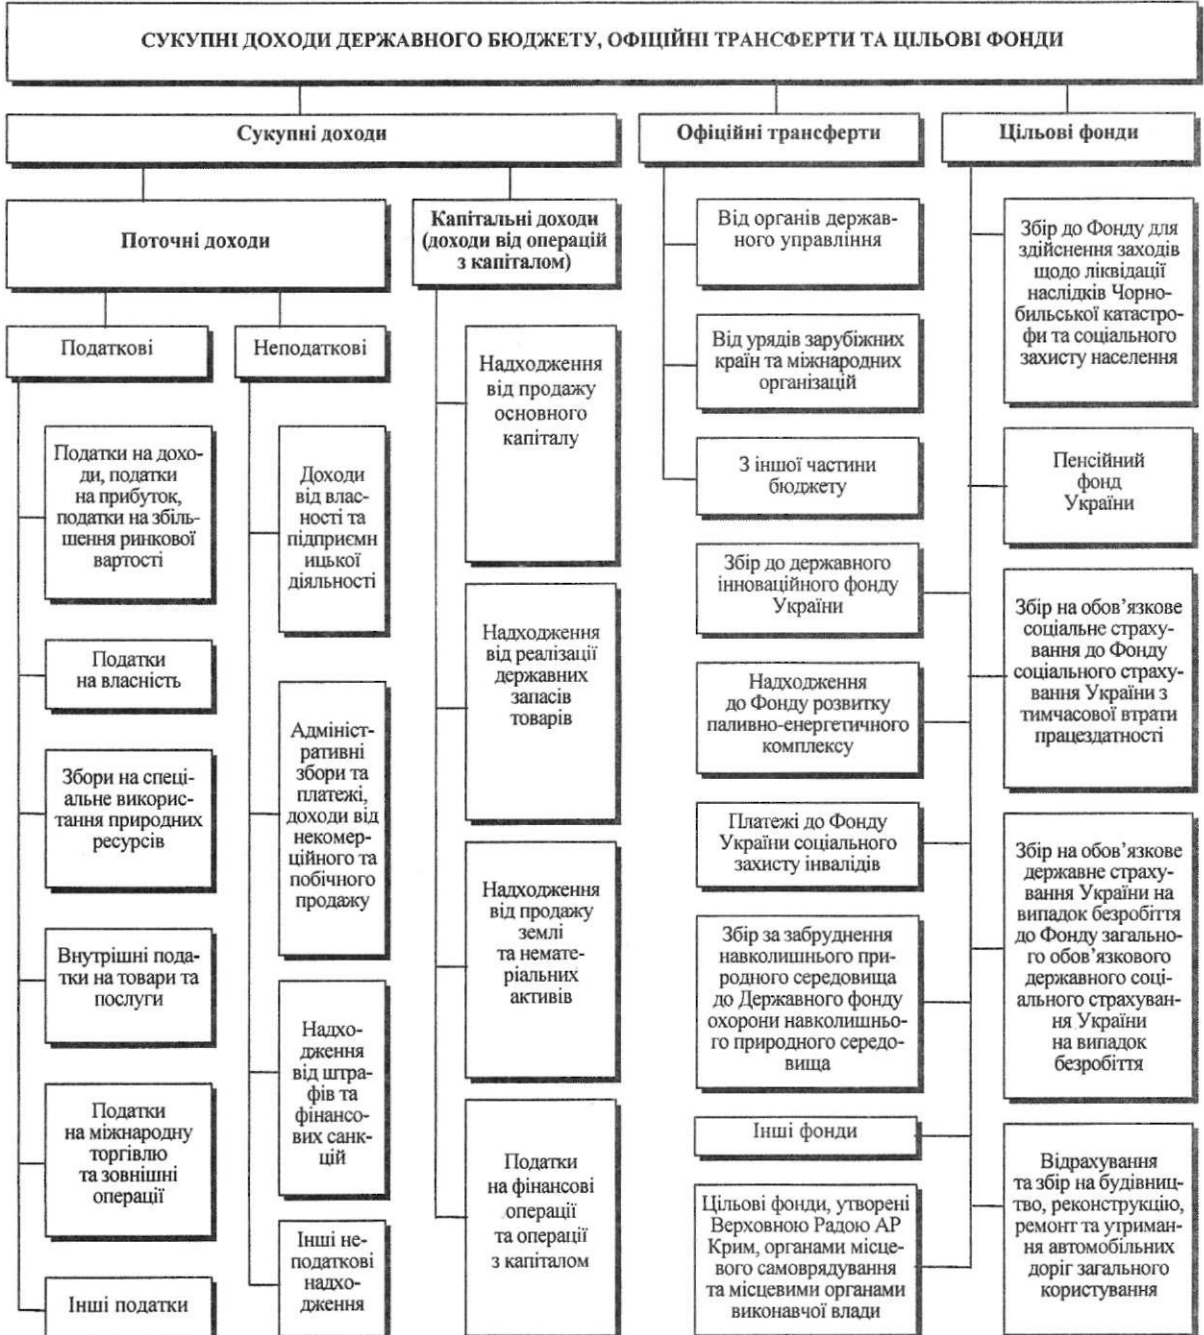 СУКУПНІ ДОХОДИ ДЕРЖАВНОГО БЮДЖЕТУ, ОФІЦІЙНІ ТРАНСФЕРТИ ТА ЦІЛЬОВІ ФОНДИ
Сукупні доходи
Офіційні трансферти
Цільові фонди
Поточні доходи
Капітальні доходи
(доходи від операцій
з капіталом)
Податкові
Неподаткові
Податки на дохо-
ди, податки
на прибуток,
податки на збіль-
шення ринкової
вартості
Податки
на власність
Збори на спеці-
альне викорис-
тання природних
ресурсів
Внутрішні пода-
тки на товари та
послуги
Податки
на міжнародну
торгівлю
та зовнішні
операції
Інші податки
Доходи
від влас-
ності та
підприємн
ицької
діяльності
Адмініст-
ративні
збори та
платежі,
доходи від
некомер-
ційного та
побічного
продажу
Надхо-
дження
від штра-
фів та
фінансо-
вих санк-
цій
Інші не-
податкові
надхо-
дження
Надходження
від продажу
основного
капіталу
Надходження
від реалізації
державних
запасів
товарів
Надходження
від продажу
землі
та немате-
ріальних
активів
Податки
на фінансові
операції
та операції
з капіталом
Від органів держав-
ного управління
Від урядів зарубіжних
країн та міжнародних
організацій
З іншої частини
бюджету
Збір до державного
інноваційного фонду
України
Надходження
до Фонду розвитку
паливно-енергетичного
комплексу
Платежі до Фонду
України соціального
захисту інвалідів
Збір за забруднення
навколишнього при-
родного середовища
до Державного фонду
охорони навколишньо-
го природного середо-
вища
Інші фонди
Цільові фонди, утворені
Верховною Радою АР
Крим, органами місце-
вого самоврядування
та місцевими органами
виконавчої влади
Збір до Фонду для
здійснення заходів
щодо ліквідації
наслідків Чорно-
бильської катастро-
фи та соціального
захисту населення
Пенсійний
фонд
України
Збір на обов’язкове
соціальне страху-
вання до Фонду
соціального страху-
вання України з
тимчасової втрати
працездатності
Збір на обов’язкове
державне страху-
вання України на
випадок безробіття
до Фонду загально-
го обов’язкового
державного соці-
ального страхуван-
ня України
на випадок
безробіття
Відрахування
та збір на будівниц-
тво, реконструкцію,
ремонт та утриман-
ня автомобільних
доріг загального
користування